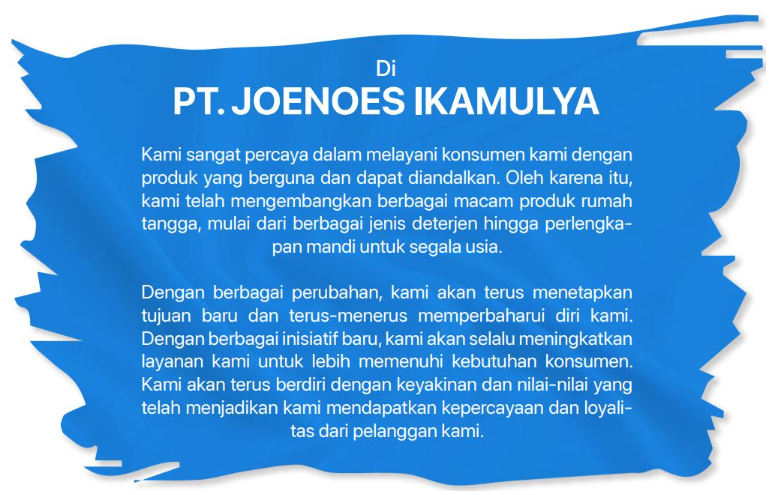 Di
PT. JOENOES IKAMULYA
Kami sangat percaya dalam melayani konsumen kami dengan
produk yang berguna dan dapat diandalkan. Oleh karena itu,
kami telah mengembangkan berbagai macam produk rumah
tangga, mulai dari berbagai jenis deterjen hingga perlengka-
pan mandi untuk segala usia.
Dengan berbagai perubahan, kami akan terus menetapkan
tujuan baru dan terus-menerus memperbaharui diri kami.
Dengan berbagai inisiatif baru, kami akan selalu meningkatkan
layanan kami untuk lebih memenuhi kebutuhan konsumen.
Kami akan terus berdiri dengan keyakinan dan nilai-nilai yang
telah menjadikan kami mendapatkan kepercayaan dan loyali-
tas dari pelanggan kami.